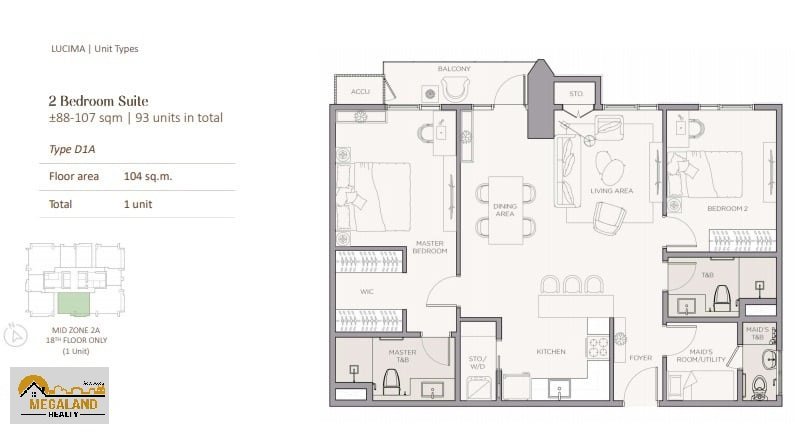 LUCIMA | Unit Types
2 Bedroom Suite
±88-107 sqm | 93 units in total
Type D1A
Floor area 104 sq.m.
Total 1 unit
MID ZONE 2A
18TH FLOOR ONLY
(1 Unit)
MEGALAND
REALTY
BALCONY
ACCU
STO.
LIVING AREA
DINING
AREA
BEDROOM 2
MASTER
BEDROOM
WIC
T&B
MASTER
T&B
STO/
W/D
KITCHEN
FOYER
MAID'S
ROOM/UTILITY
MAID'S
T&B